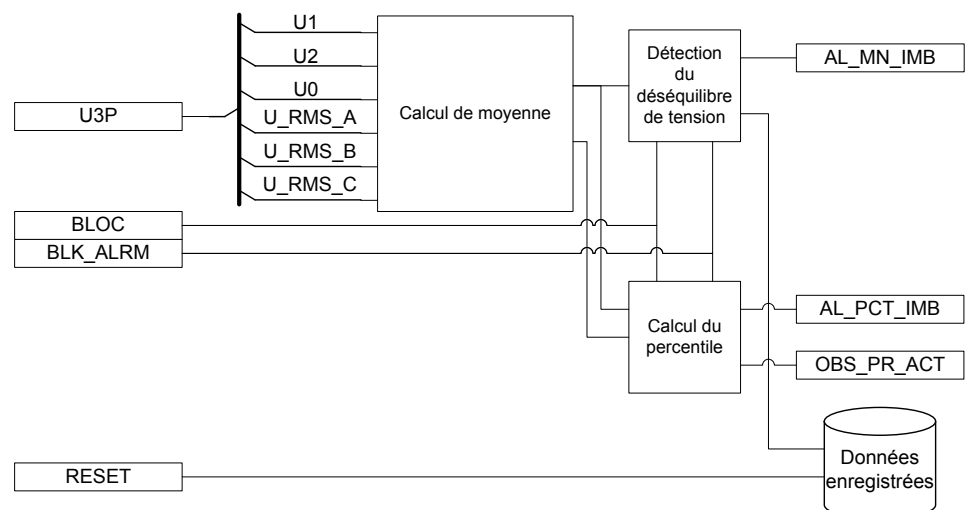 U3P
U1
U2
U0
U_RMS_A
U_RMS_B
U_RMS_C
Calcul de moyenne
Détection
du
déséquilibre
de tension
AL_MN_IMB
BLOC
BLK_ALRM
Calcul du
percentile
AL_PCT_IMB
OBS_PR_ACT
RESET
Données
enregistrées